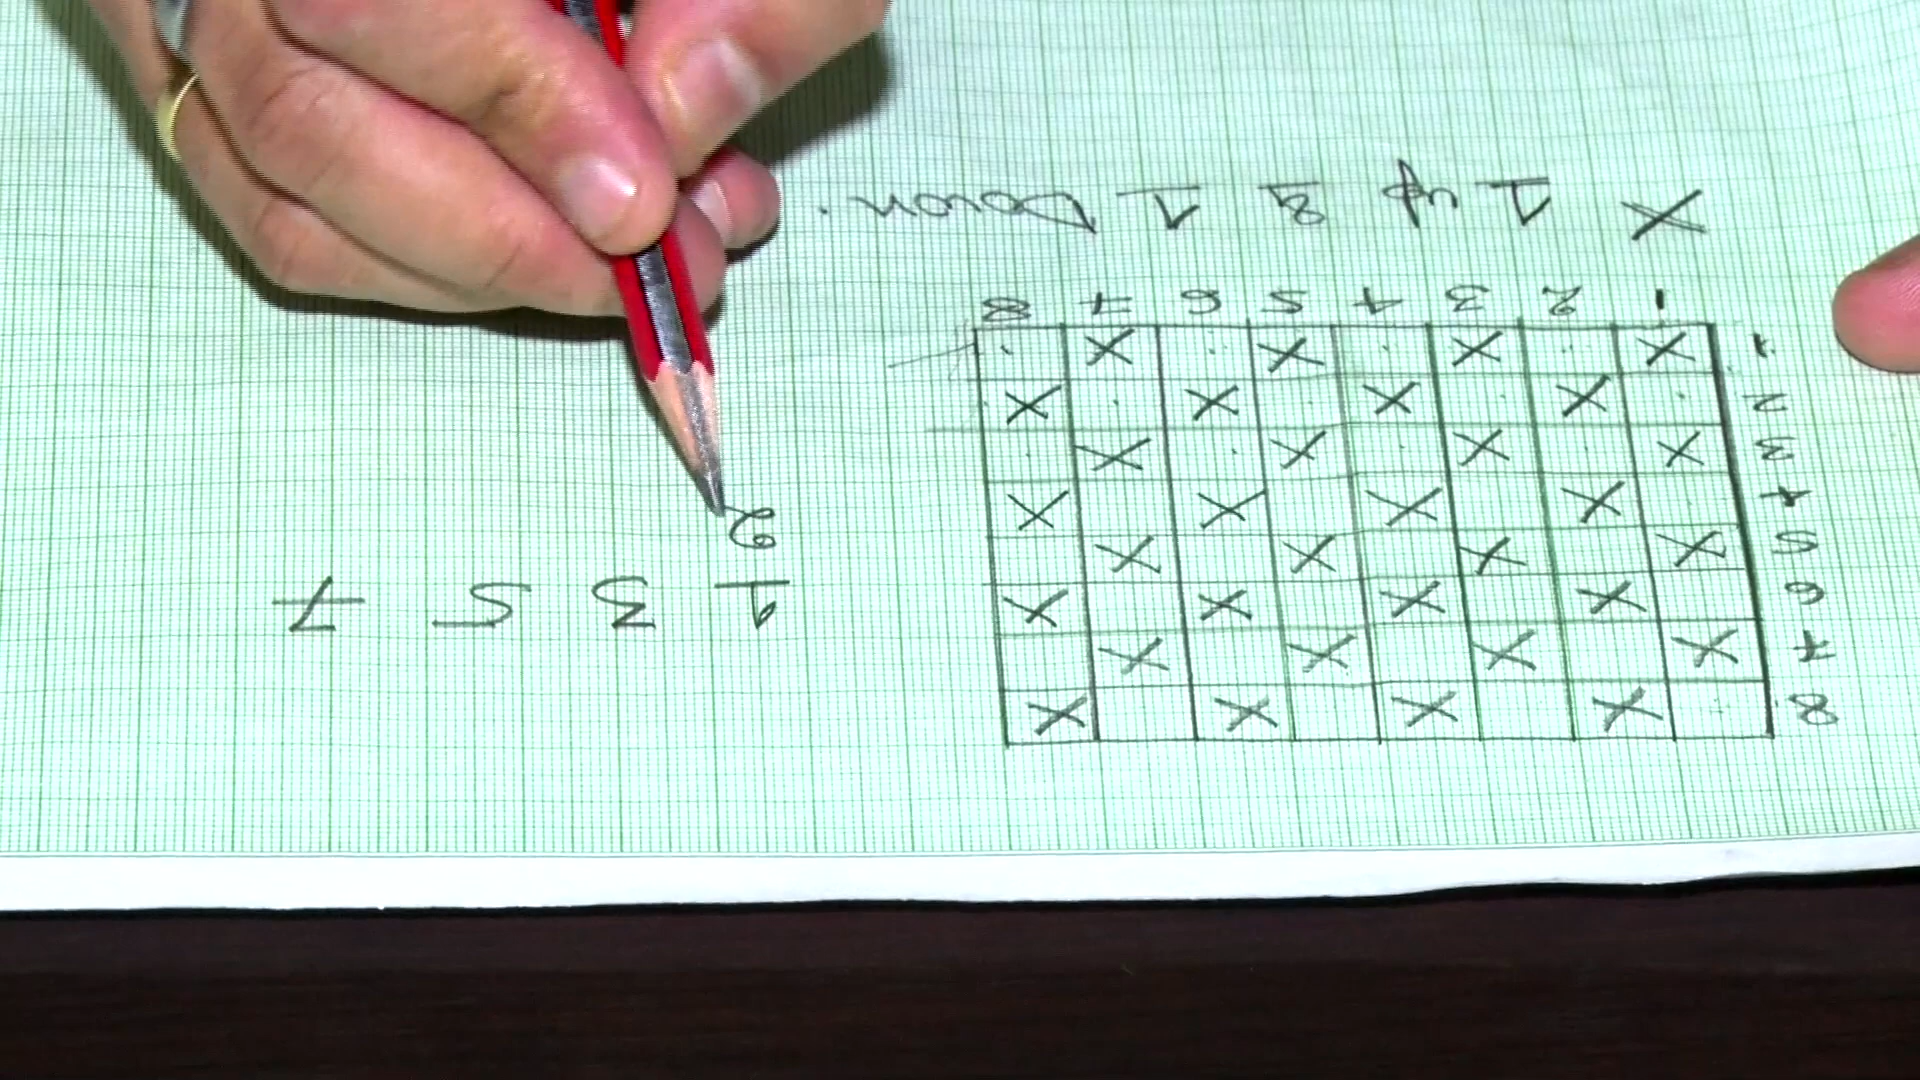 8 X X X X
7 X X X X
6 X X X X
5 X X X X
4 X X X X
3 X X X X
2 X X X X
1 X X X X
1 2 3 4 5 6 7 8
X 1 up & 1 Down.
1 3 5 7
2